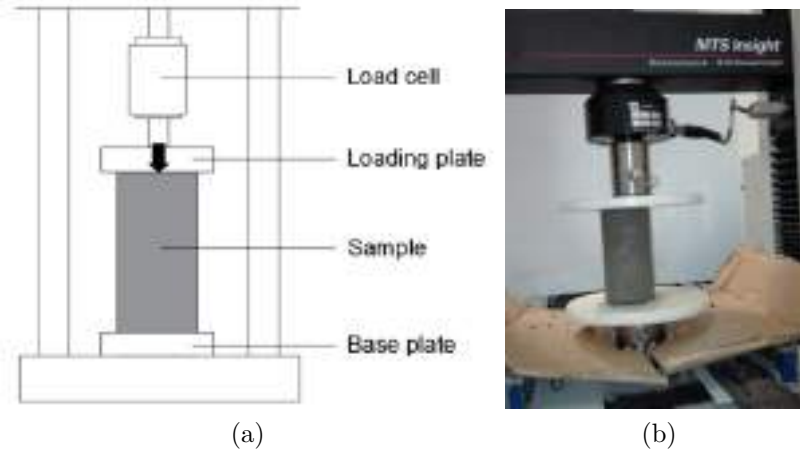 Load cell
Loading plate
Sample
Base plate
MTS Insight
(a)
(b)